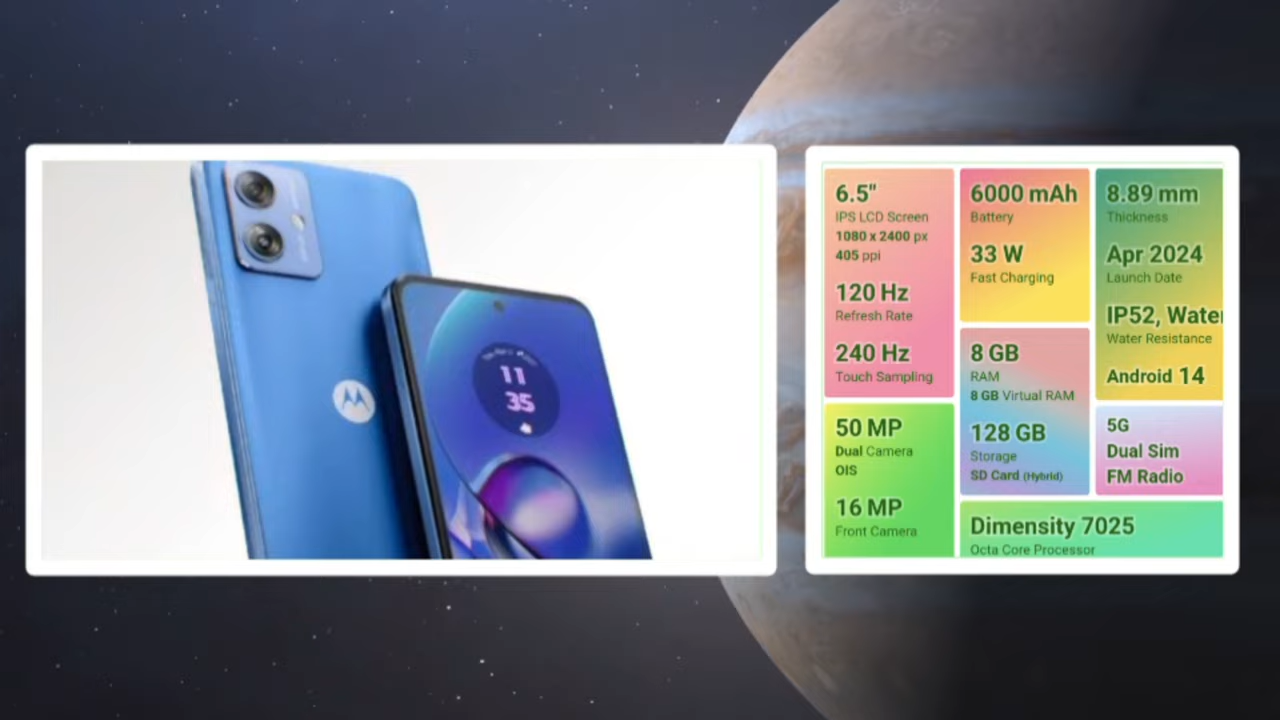 11
35
6.5"
IPS LCD Screen
1080 x 2400 px
405 ppi
120 Hz
Refresh Rate
240 Hz
Touch Sampling
50 MP
Dual Camera
OIS
16 MP
Front Camera
6000 mAh
Battery
33 W
Fast Charging
8 GB
RAM
8 GB Virtual RAM
128 GB
Storage
SD Card (Hybrid)
8.89 mm
Thickness
Apr 2024
Launch Date
IP52, Water
Water Resistance
Android 14
5G
Dual Sim
FM Radio
Dimensity 7025
Octa Core Processor